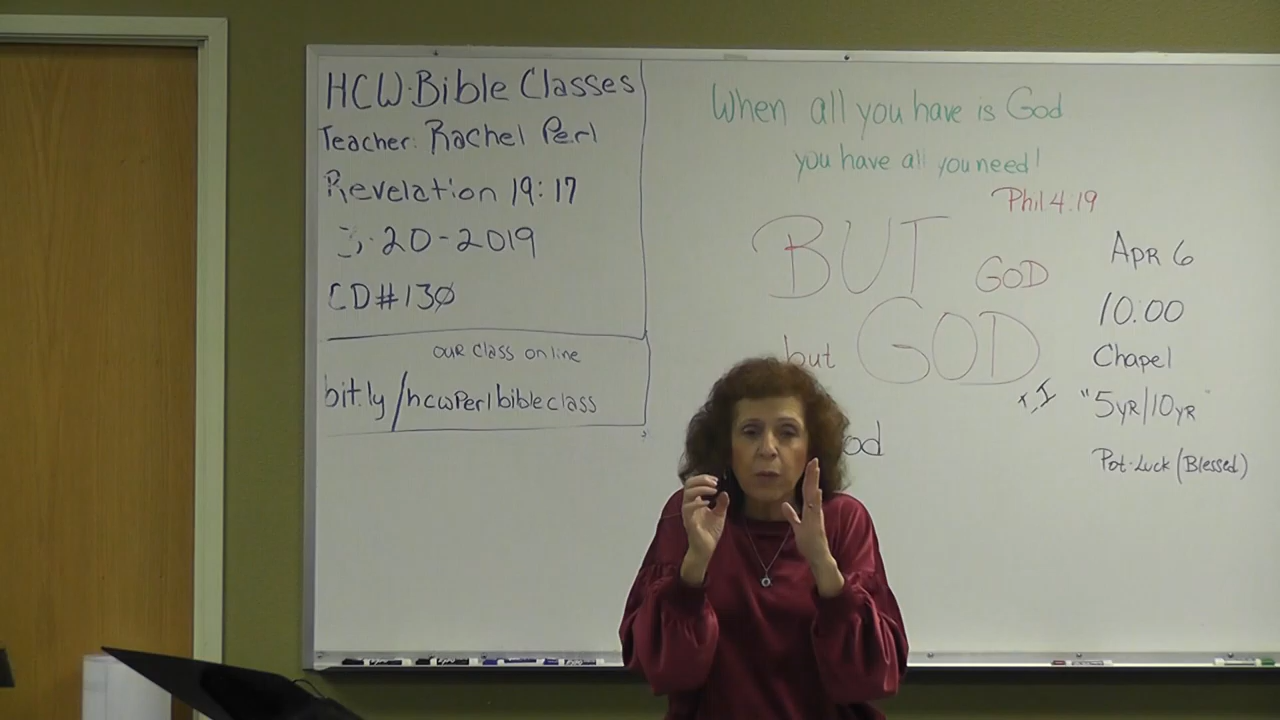 HCW-Bible Classes
Teacher: Rachel Perl
Revelation 19:17
3-20-2019
CD#130
our class online
bit.ly/hcwPerlbibleclass
When all you have is God
you have all you need!
Phil 4:19
BUT GOD
but GOD
od
Apr 6
10:00
Chapel
"5yr/10yr"
Pot-Luck (Blessed)